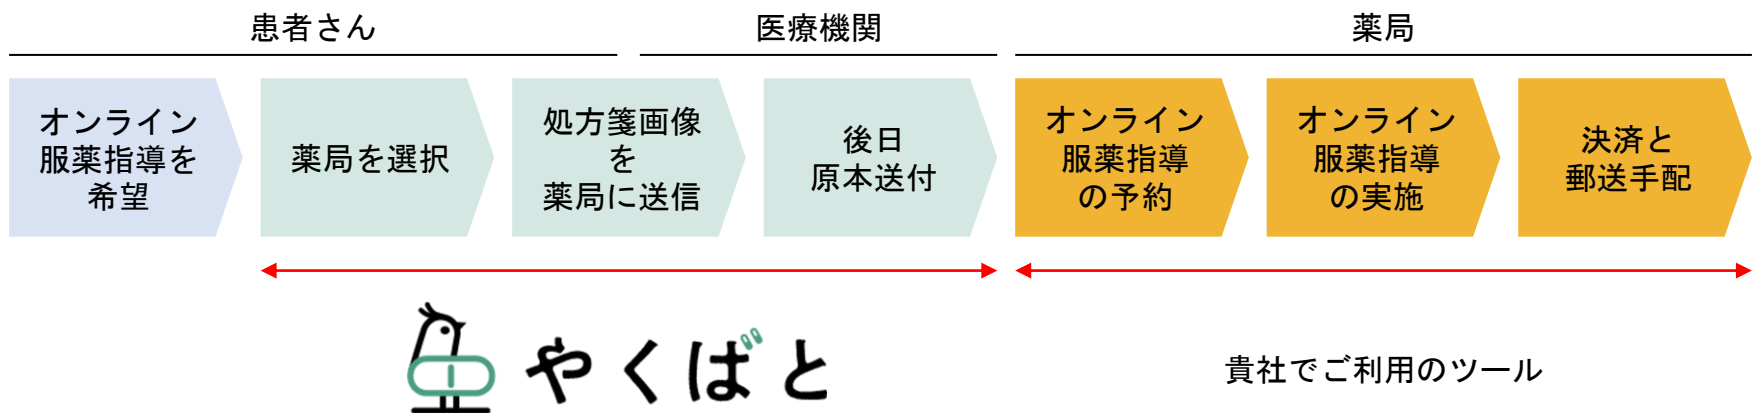 患者さん
医療機関
薬局
オンライン
服薬指導を
希望
薬局を選択
処方箋画像
を
薬局に送信
後日
原本送付
オンライン
服薬指導
の予約
オンライン
服薬指導
の実施
決済と
郵送手配
やくばと
貴社でご利用のツール